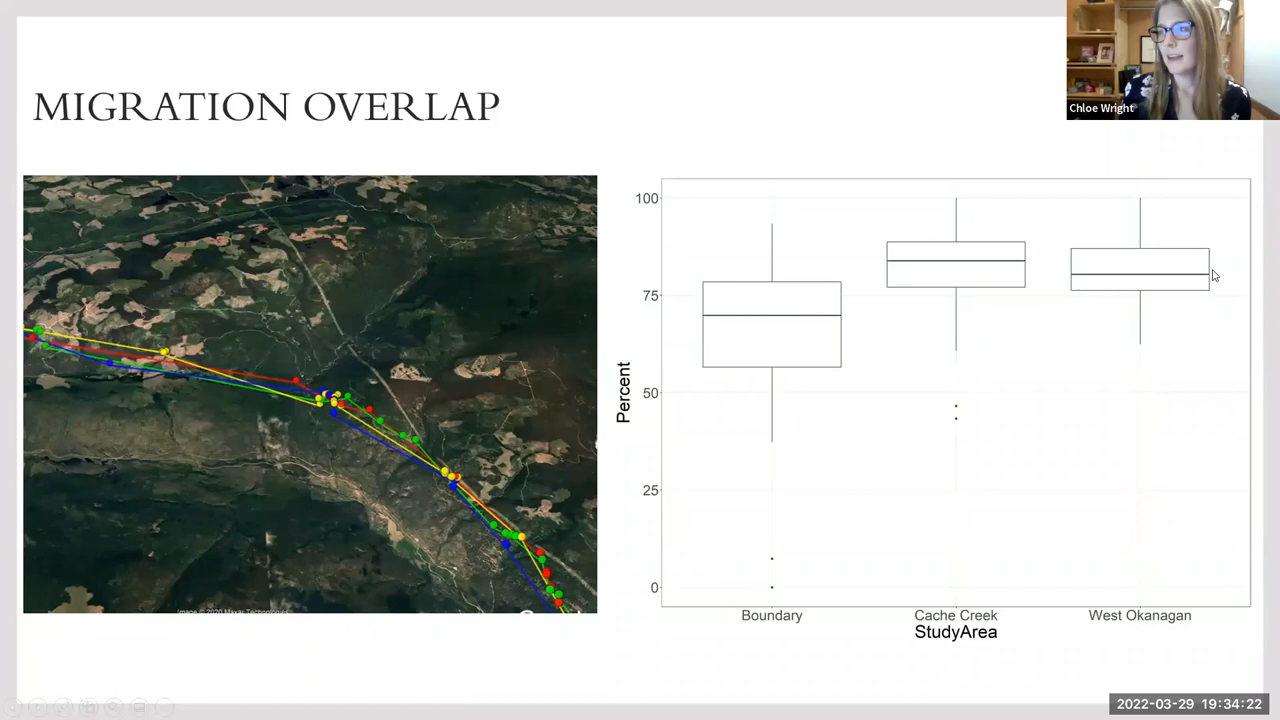 Chloe Wright
MIGRATION OVERLAP
Image © 2020 Maxar Technologies
100
75
50
25
0
Percent
Boundary
Cache Creek
West Okanagan
StudyArea
2022-03-29 19:34:22